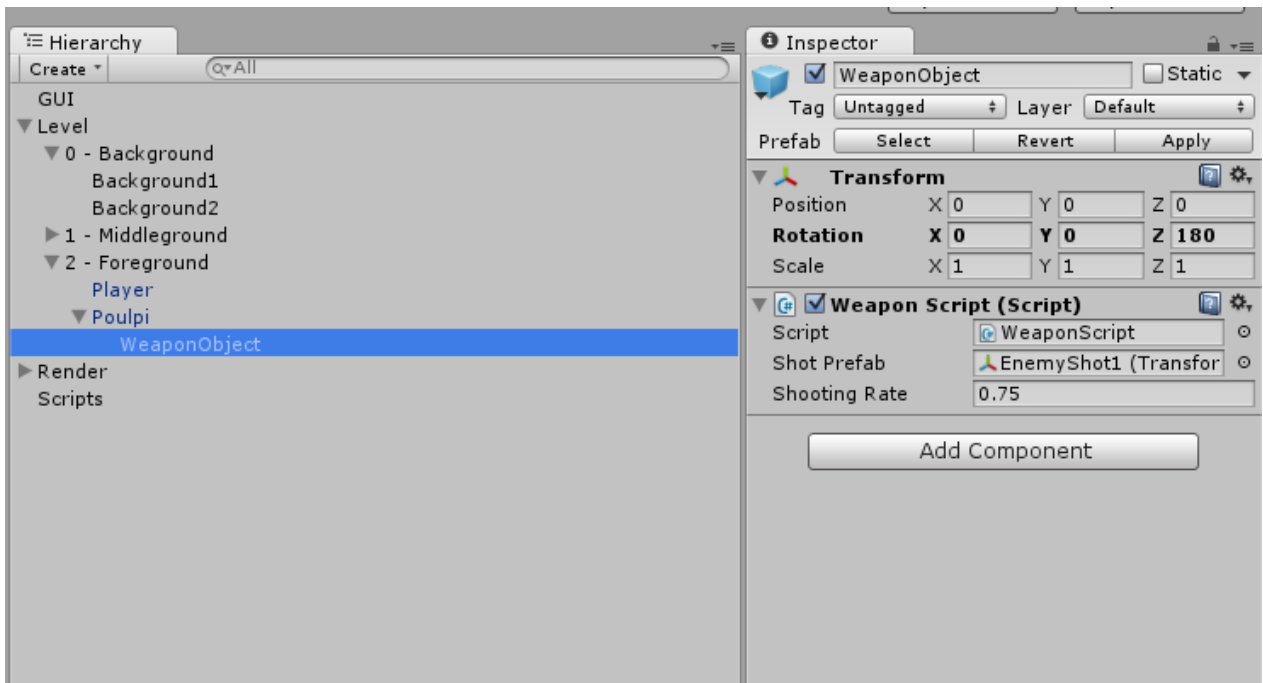 Hierarchy
Create
All
GUI
Level
0 - Background
Background1
Background2
1 - Middleground
2 - Foreground
Player
Poulpi
WeaponObject
Render
Scripts
Inspector
WeaponObject Static
Tag Untagged Layer Default
Prefab Select Revert Apply
Transform
Position X 0 Y 0 Z 0
Rotation X 0 Y 0 Z 180
Scale X 1 Y 1 Z 1
Weapon Script (Script)
Script WeaponScript
Shot Prefab EnemyShot1 (Transfor
Shooting Rate 0.75
Add Component